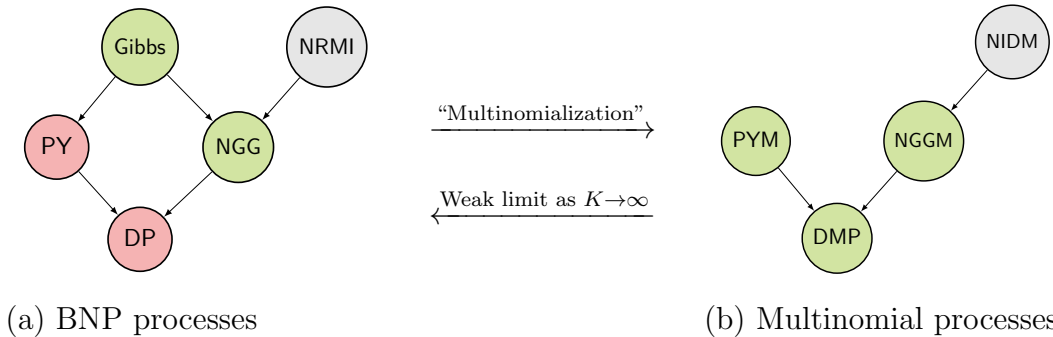 Gibbs
NRMI
PY
NGG
DP
“Multinomialization”
Weak limit as K→∞
NIDM
PYM
NGGM
DMP
(a) BNP processes
(b) Multinomial processes